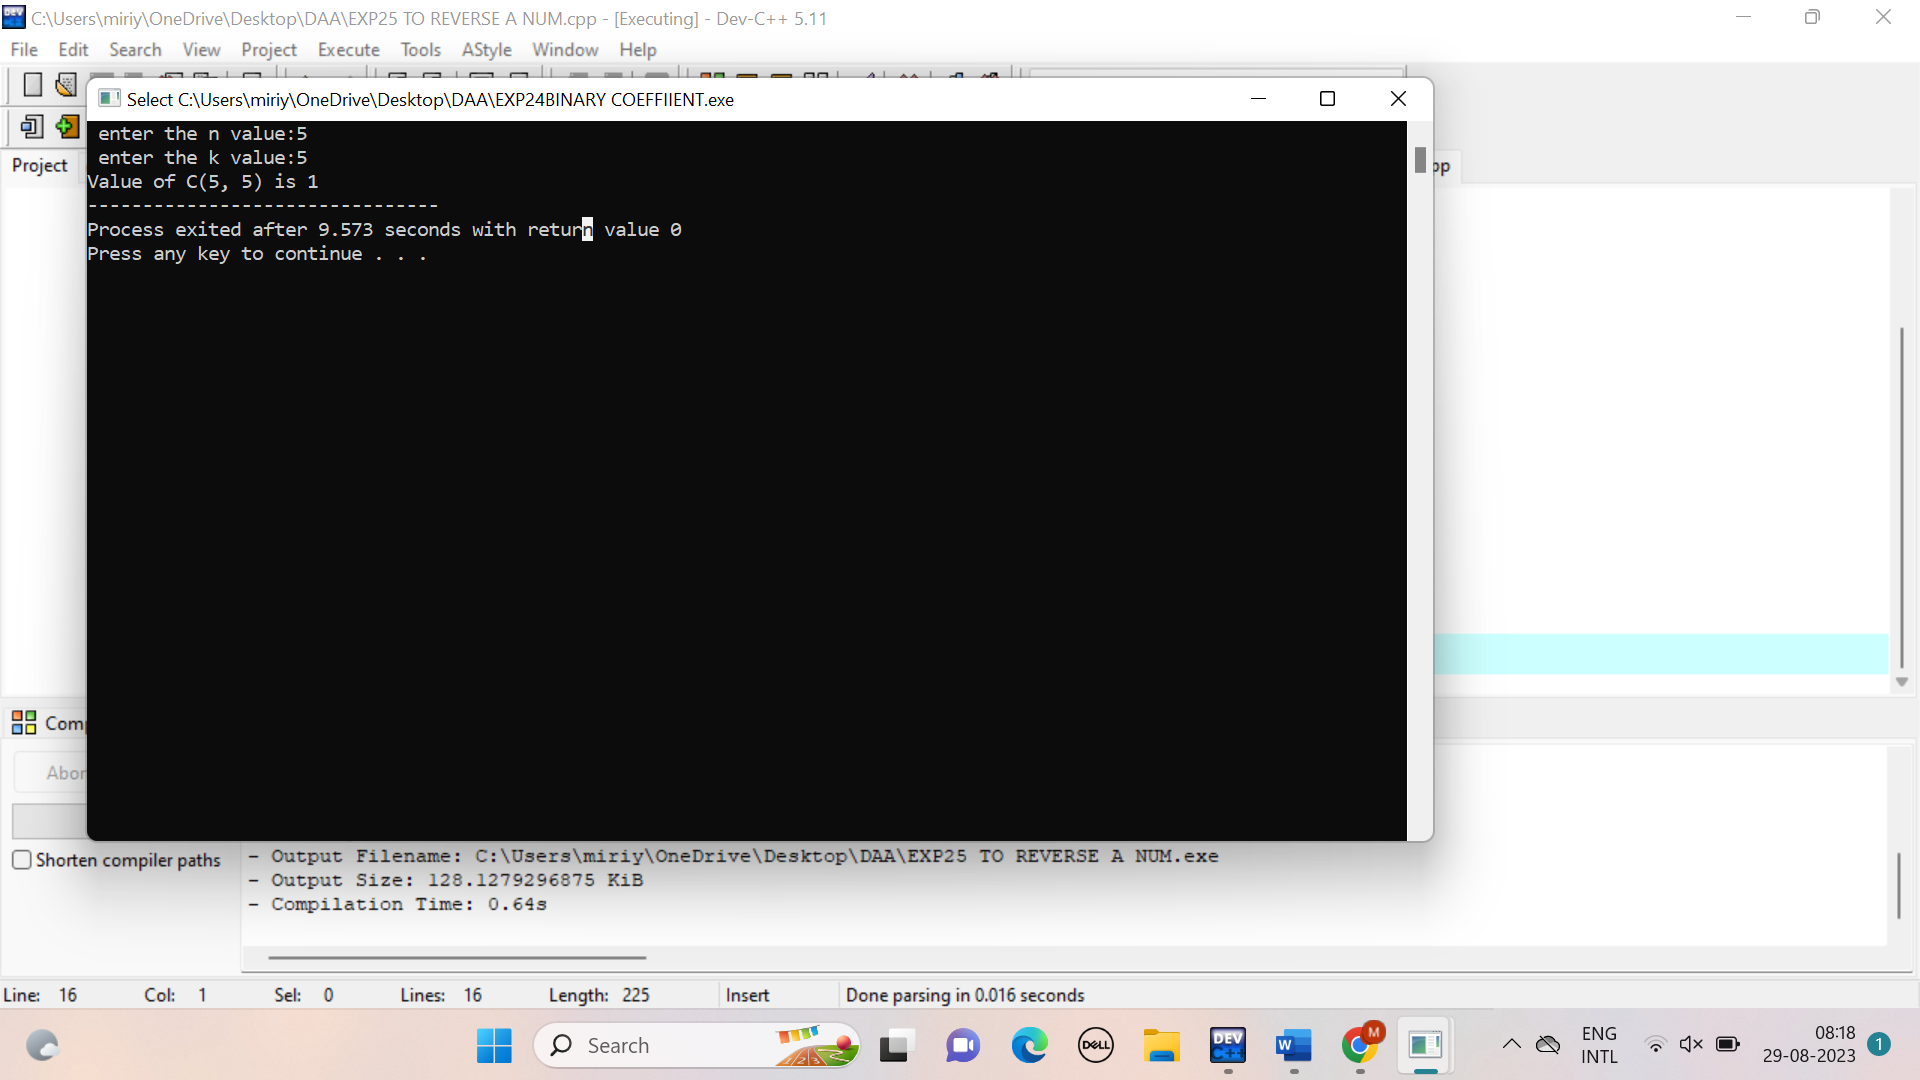 C:\Users\miriy\OneDrive\Desktop\DAA\EXP25 TO REVERSE A NUM.cpp - [Executing] - Dev-C++ 5.11
File Edit Search View Project Execute Tools AStyle Window Help
Select C:\Users\miriy\OneDrive\Desktop\DAA\EXP24BINARY COEFFIIENT.exe
enter the n value:5
enter the k value:5
Value of C(5, 5) is 1
--------------------------------
Process exited after 9.573 seconds with return value 0
Press any key to continue . . .
Project
pp
Comp
Abor
Shorten compiler paths
- Output Filename: C:\Users\miriy\OneDrive\Desktop\DAA\EXP25 TO REVERSE A NUM.exe
- Output Size: 128.1279296875 KiB
- Compilation Time: 0.64s
Line: 16 Col: 1 Sel: 0 Lines: 16 Length: 225 Insert Done parsing in 0.016 seconds
Search
DELL
DEV
C++
W
M
ENG
INTL
08:18
29-08-2023
1